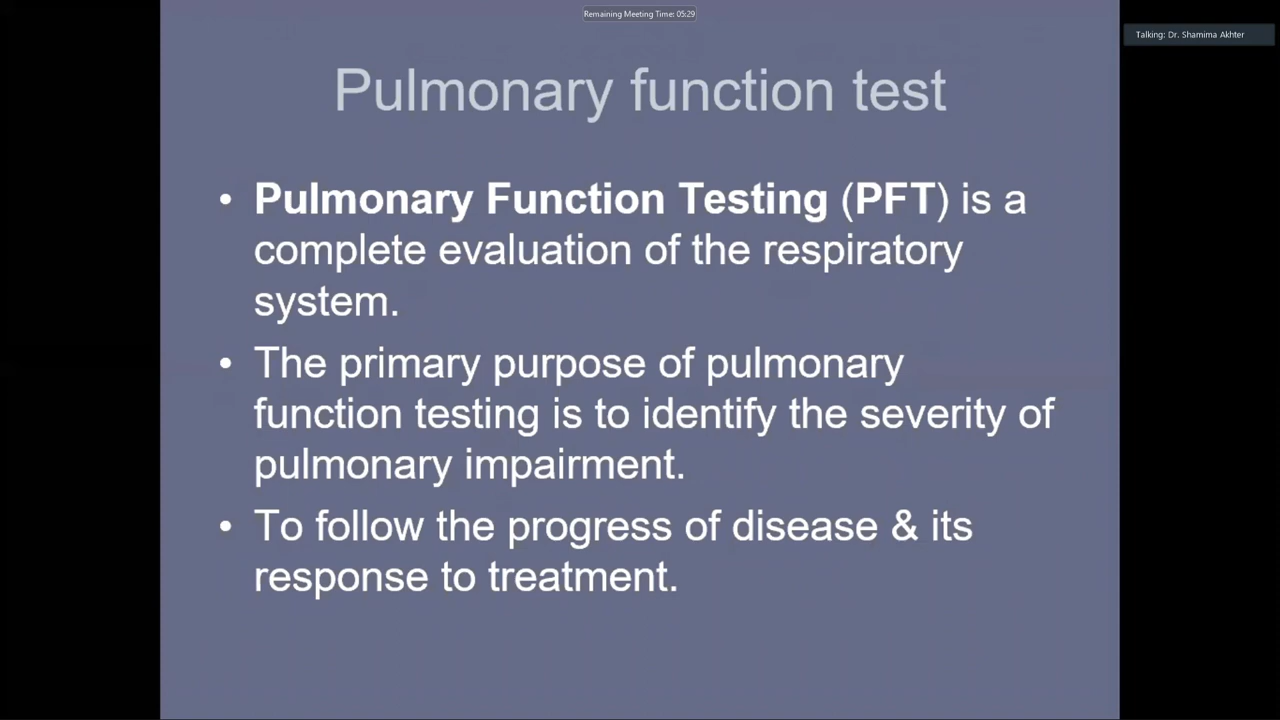 Remaining Meeting Time: 05:29
Talking: Dr. Shamima Akhter
Pulmonary function test
• Pulmonary Function Testing (PFT) is a
complete evaluation of the respiratory
system.
• The primary purpose of pulmonary
function testing is to identify the severity of
pulmonary impairment.
• To follow the progress of disease & its
response to treatment.